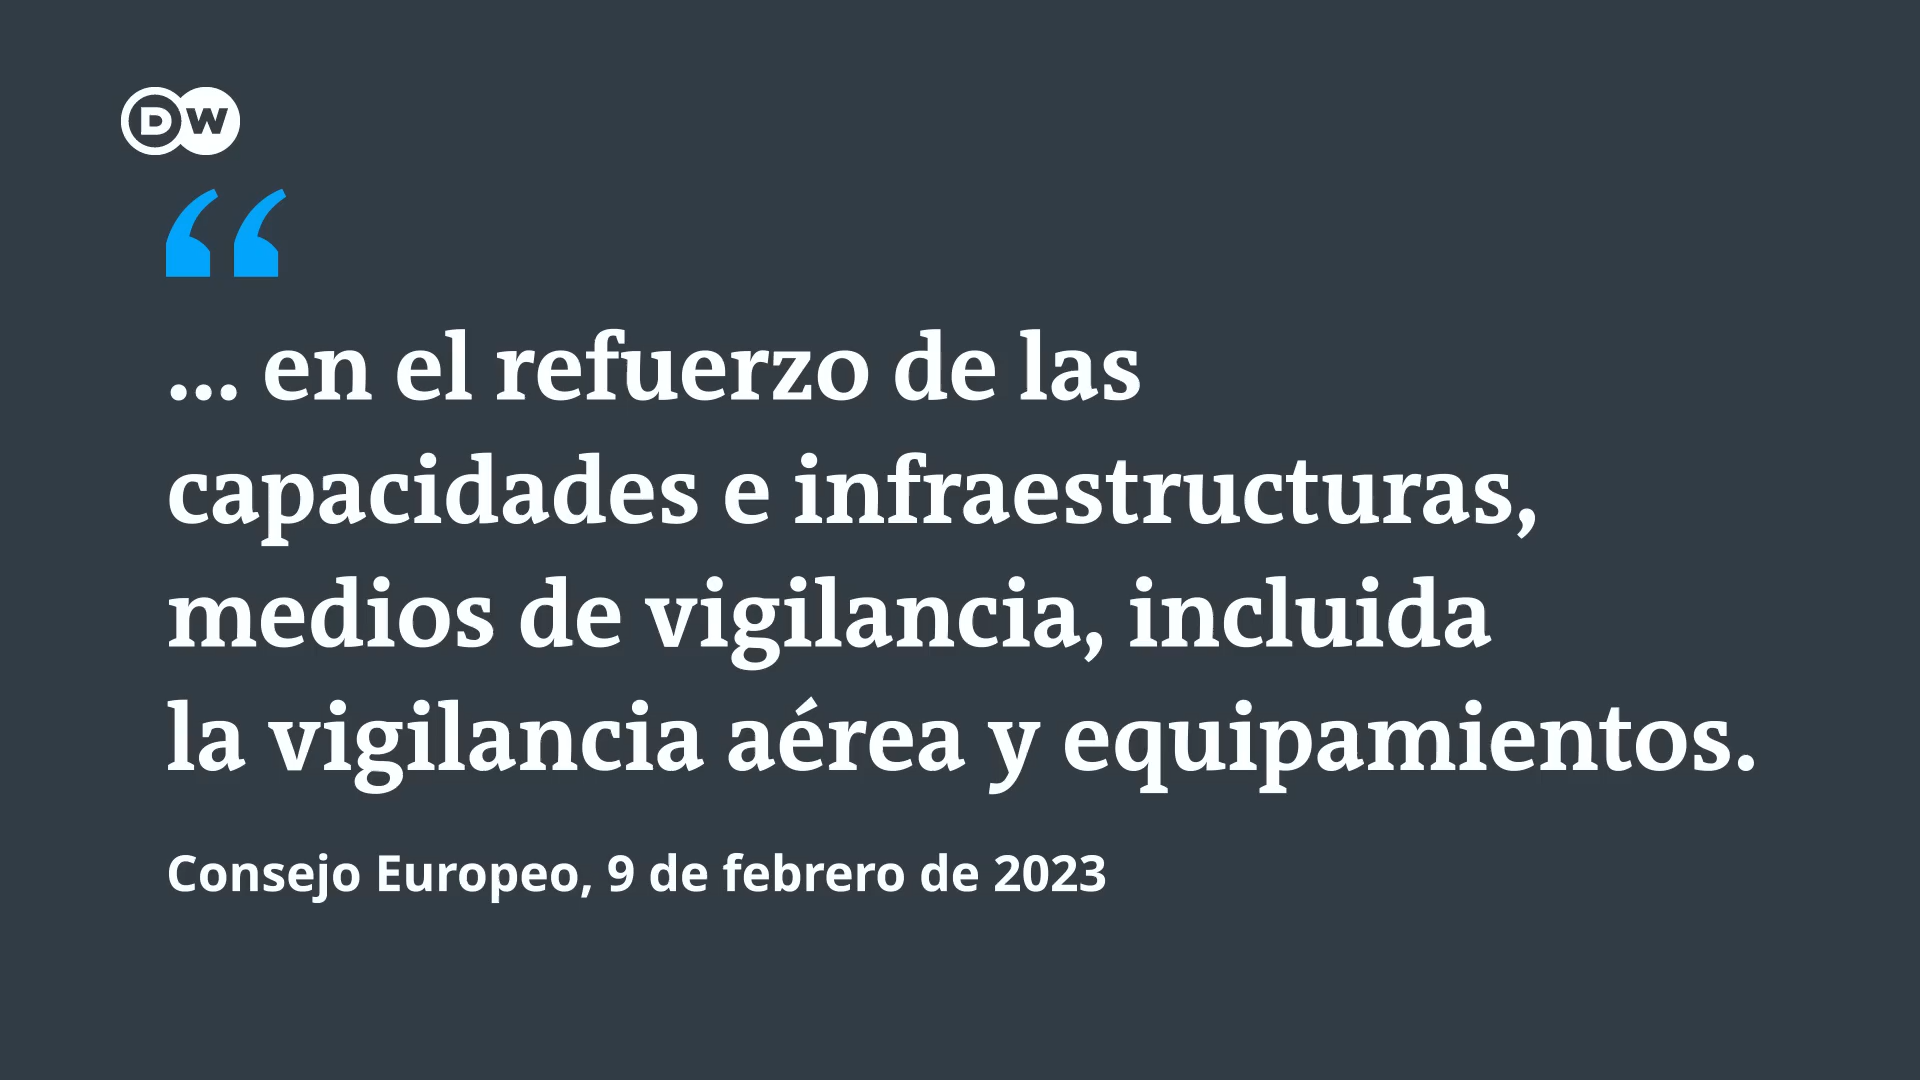 DW
“
... en el refuerzo de las
capacidades e infraestructuras,
medios de vigilancia, incluida
la vigilancia aérea y equipamientos.
Consejo Europeo, 9 de febrero de 2023